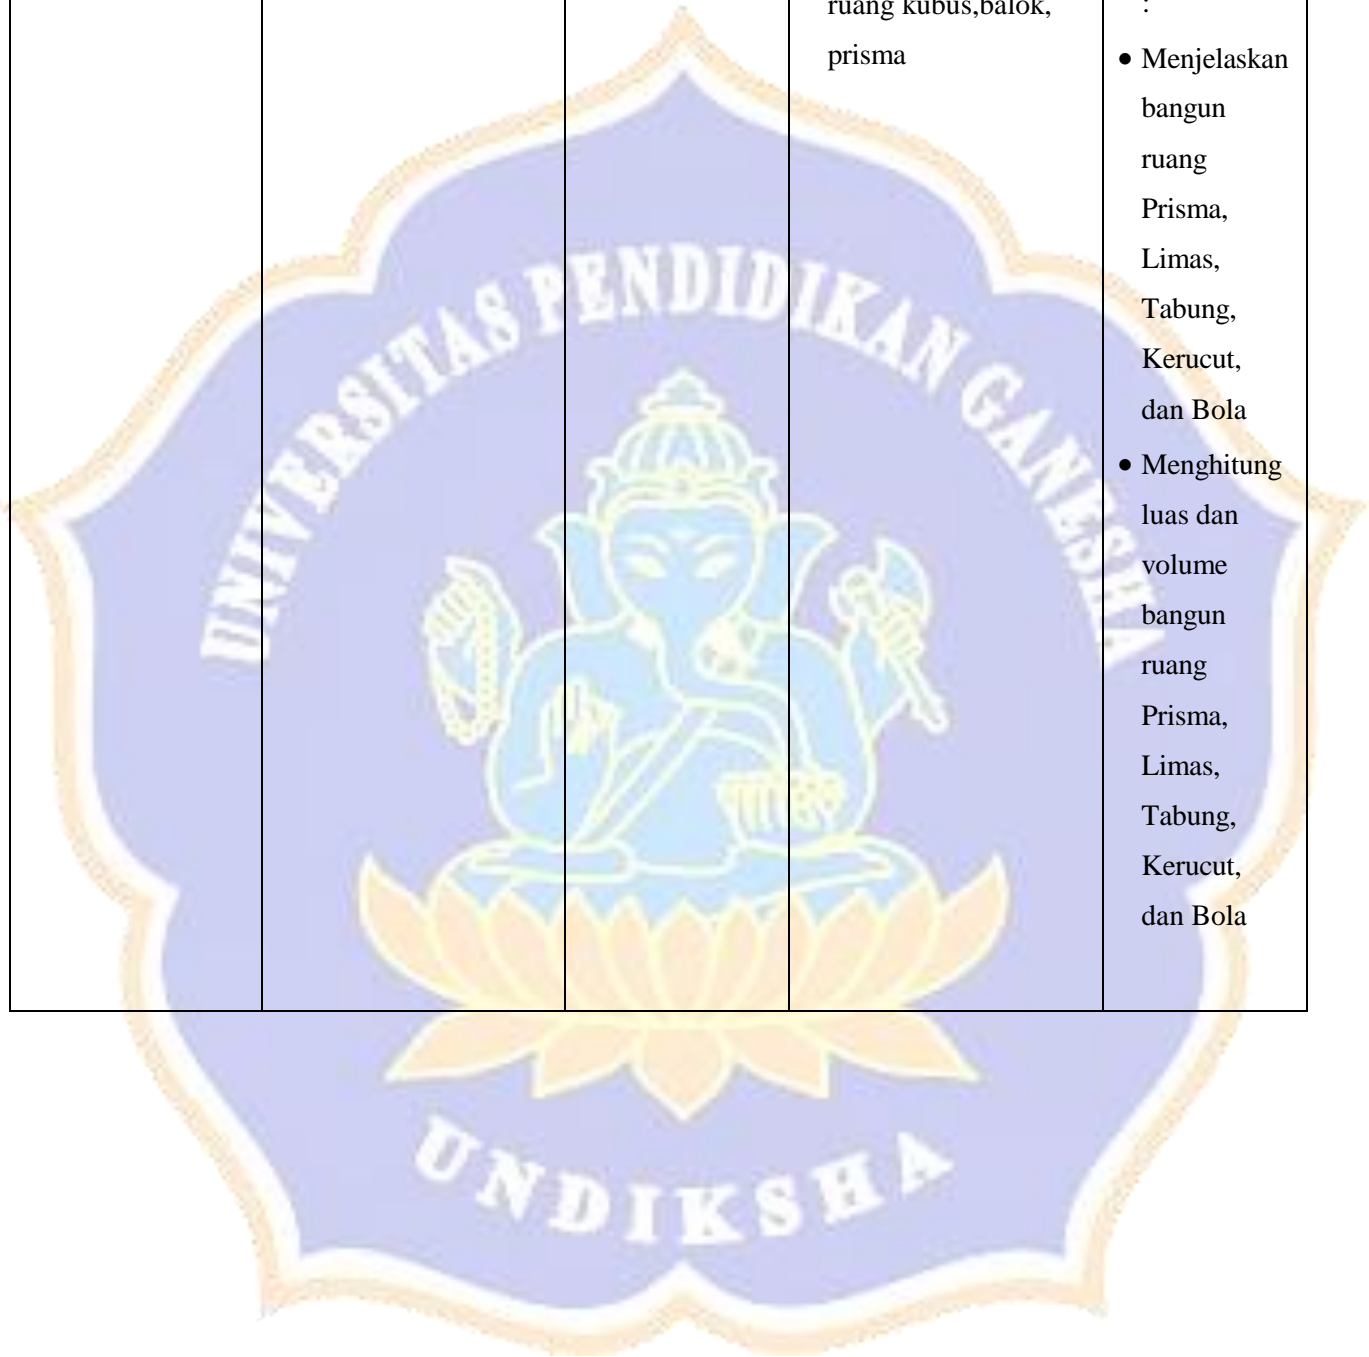 ruang kubus,balok,
prisma
:
• Menjelaskan
bangun
ruang
Prisma,
Limas,
Tabung,
Kerucut,
dan Bola
• Menghitung
luas dan
volume
bangun
ruang
Prisma,
Limas,
Tabung,
Kerucut,
dan Bola
UNIVERSITAS PENDIDIKAN GANESHA
UNDIKSHA